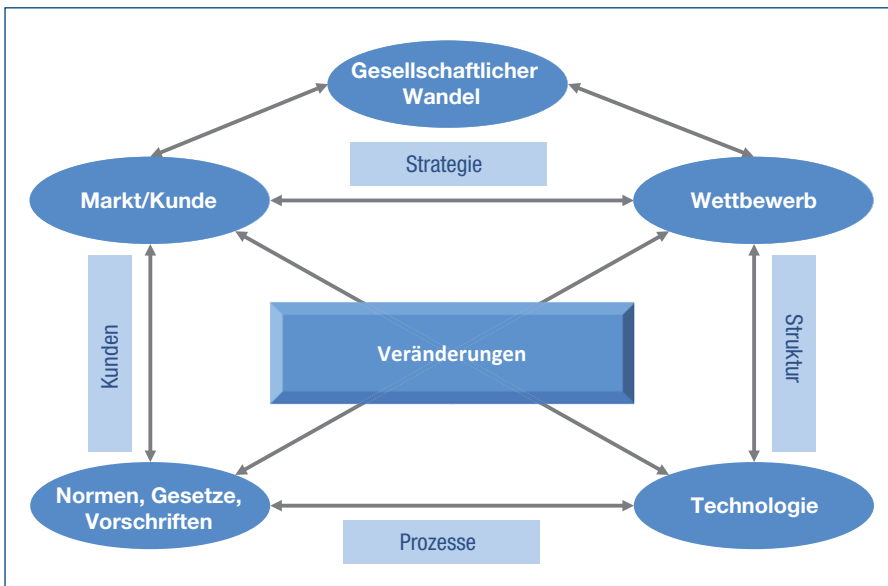 Gesellschaftlicher
Wandel
Strategie
Markt/Kunde
Wettbewerb
Kunden
Veränderungen
Struktur
Normen, Gesetze,
Vorschriften
Technologie
Prozesse